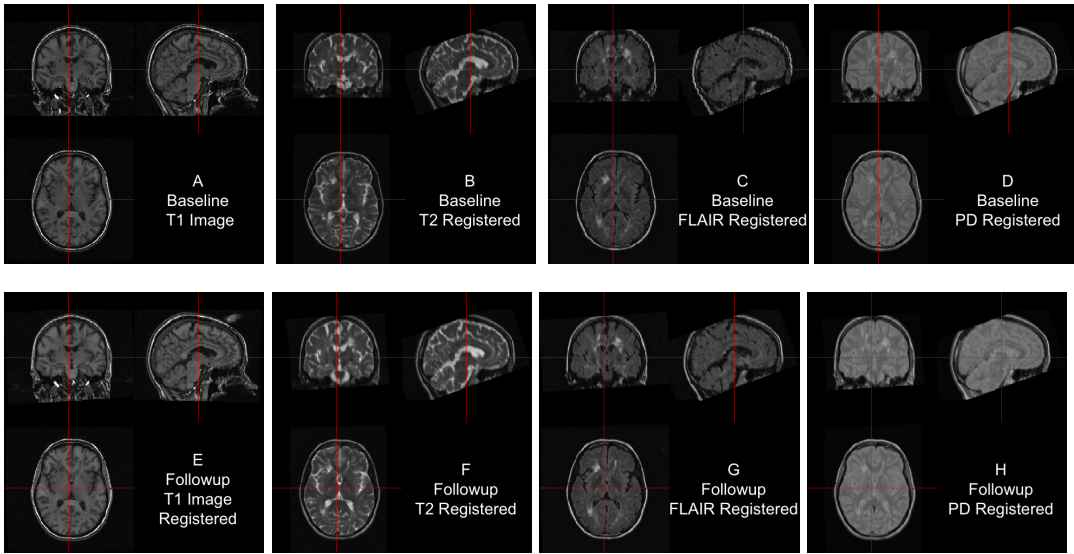 A
Baseline
T1 Image
B
Baseline
T2 Registered
C
Baseline
FLAIR Registered
D
Baseline
PD Registered
E
Followup
T1 Image
Registered
F
Followup
T2 Registered
G
Followup
FLAIR Registered
H
Followup
PD Registered